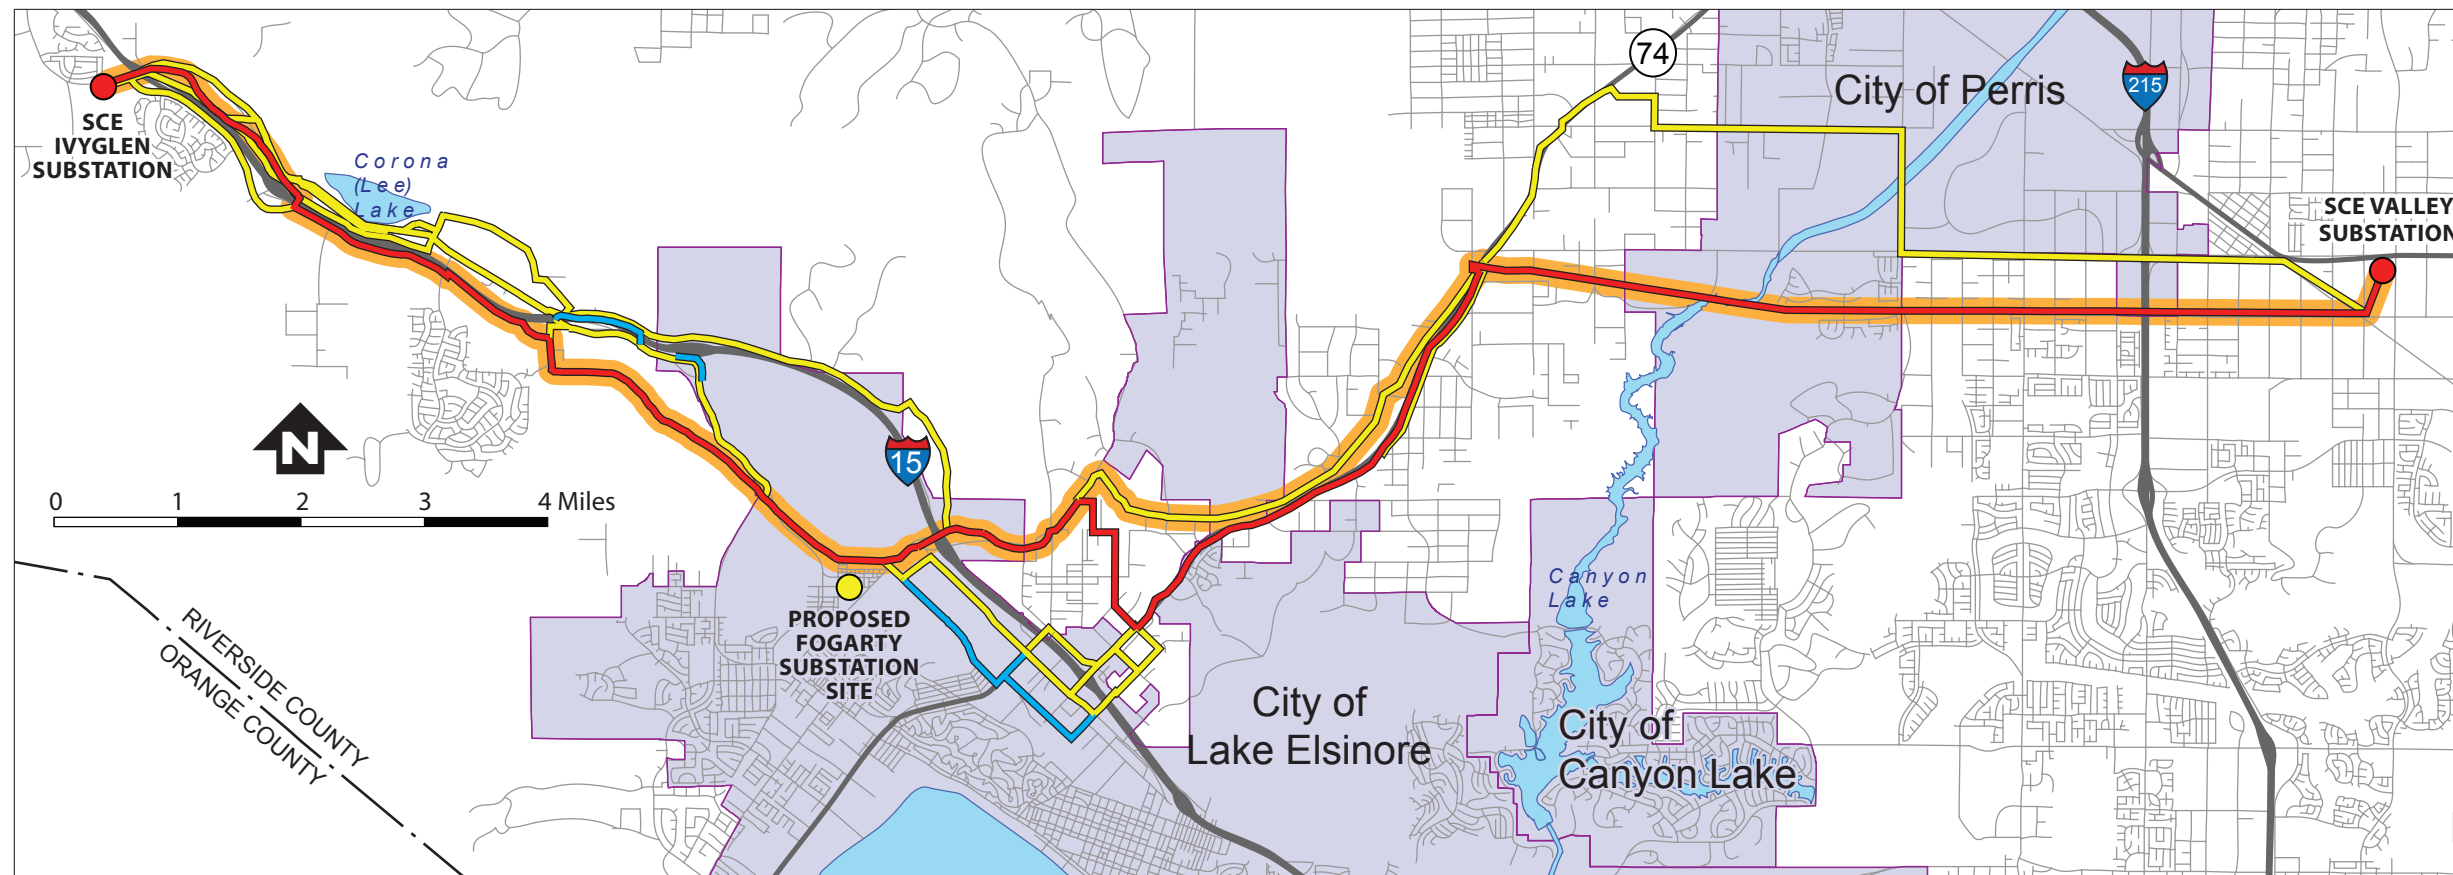 74
City of Perris
215
SCE
IVYGLEN
SUBSTATION
Corona
(Lee)
Lake
SCE VALLEY
SUBSTATION
N
15
0 1 2 3 4 Miles
RIVERSIDE COUNTY
ORANGE COUNTY
PROPOSED
FOGARTY
SUBSTATION
SITE
Canyon
Lake
City of
Lake Elsinore
City of
Canyon Lake